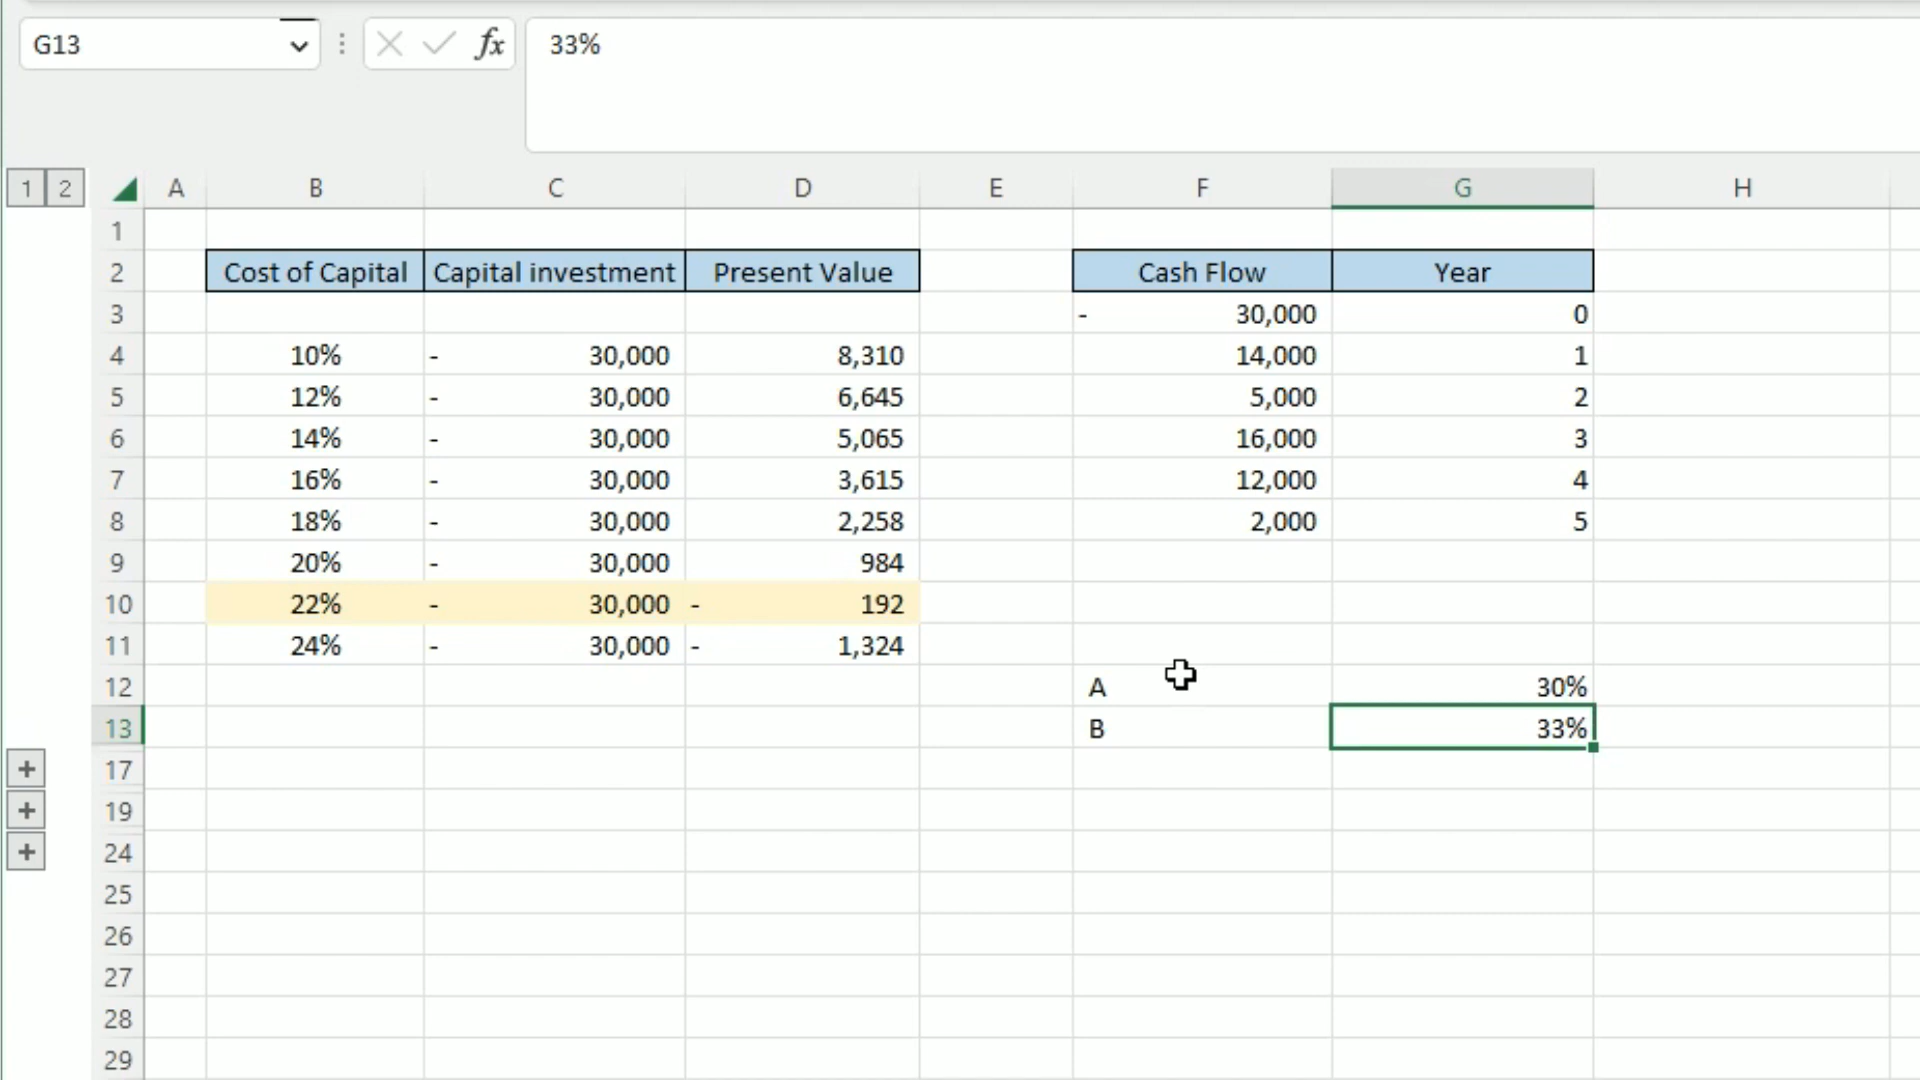 G13 fx 33%
1 2 A B C D E F G H
1
2 Cost of Capital Capital investment Present Value Cash Flow Year
3 - 30,000 0
4 10% - 30,000 8,310 14,000 1
5 12% - 30,000 6,645 5,000 2
6 14% - 30,000 5,065 16,000 3
7 16% - 30,000 3,615 12,000 4
8 18% - 30,000 2,258 2,000 5
9 20% - 30,000 984
10 22% - 30,000 - 192
11 24% - 30,000 - 1,324
12 A 30%
13 B 33%
+ 17
+ 19
+ 24
25
26
27
28
29